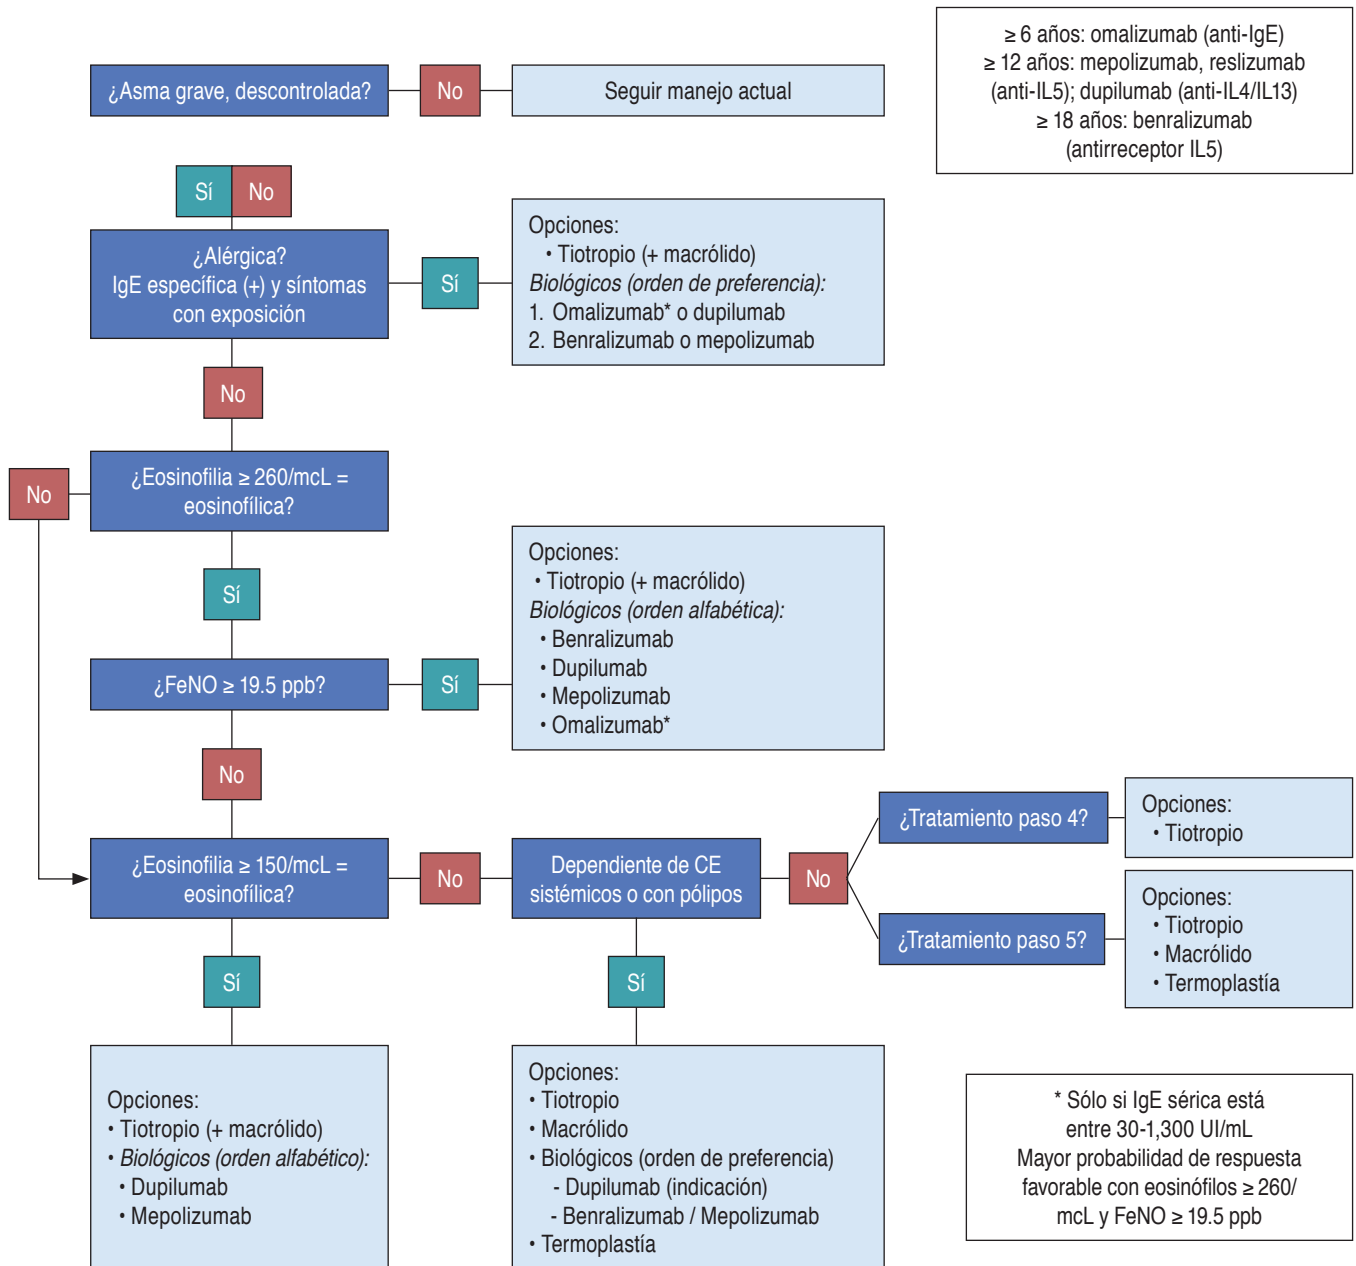 ≥ 6 años: omalizumab (anti-IgE)
≥ 12 años: mepolizumab, reslizumab
(anti-IL5); dupilumab (anti-IL4/IL13)
≥ 18 años: benralizumab
(antirreceptor IL5)
¿Asma grave, descontrolada?
No
Seguir manejo actual
Sí
No
¿Alérgica?
IgE específica (+) y síntomas
con exposición
Sí
Opciones:
• Tiotropio (+ macrólido)
Biológicos (orden de preferencia):
1. Omalizumab* o dupilumab
2. Benralizumab o mepolizumab
No
¿Eosinofilia ≥ 260/mcL =
eosinofílica?
No
Sí
¿FeNO ≥ 19.5 ppb?
Sí
Opciones:
• Tiotropio (+ macrólido)
Biológicos (orden alfabética):
• Benralizumab
• Dupilumab
• Mepolizumab
• Omalizumab*
No
¿Eosinofilia ≥ 150/mcL =
eosinofílica?
No
Dependiente de CE
sistémicos o con pólipos
No
¿Tratamiento paso 4?
Opciones:
• Tiotropio
¿Tratamiento paso 5?
Opciones:
• Tiotropio
• Macrólido
• Termoplastía
Sí
Opciones:
• Tiotropio (+ macrólido)
• Biológicos (orden alfabético):
• Dupilumab
• Mepolizumab
Sí
Opciones:
• Tiotropio
• Macrólido
• Biológicos (orden de preferencia)
- Dupilumab (indicación)
- Benralizumab / Mepolizumab
• Termoplastía
* Sólo si IgE sérica está
entre 30-1,300 UI/mL
Mayor probabilidad de respuesta
favorable con eosinófilos ≥ 260/
mcL y FeNO ≥ 19.5 ppb